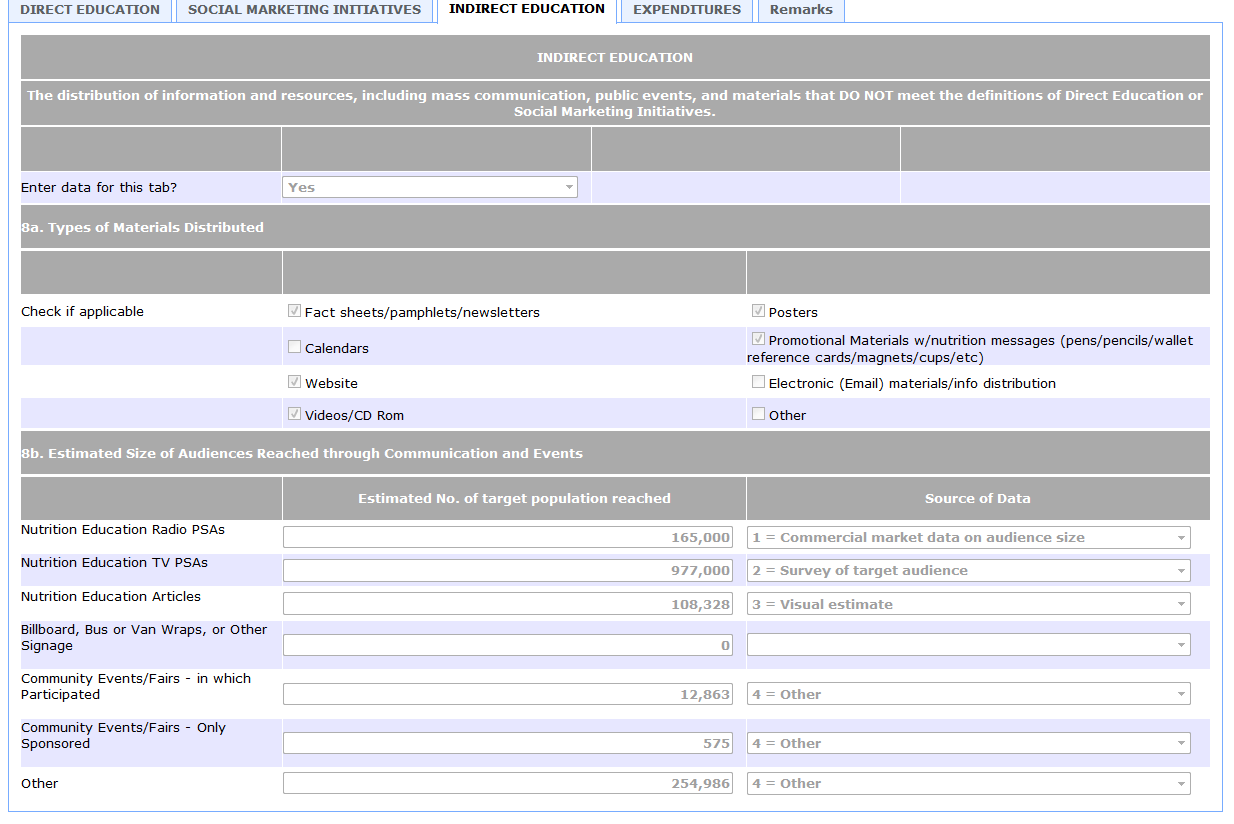 DIRECT EDUCATION SOCIAL MARKETING INITIATIVES INDIRECT EDUCATION EXPENDITURES Remarks
INDIRECT EDUCATION
The distribution of information and resources, including mass communication, public events, and materials that DO NOT meet the definitions of Direct Education or
Social Marketing Initiatives.
Enter data for this tab? Yes
8a. Types of Materials Distributed
Check if applicable Fact sheets/pamphlets/newsletters Posters
Calendars Promotional Materials w/nutrition messages (pens/pencils/wallet
reference cards/magnets/cups/etc)
Website Electronic (Email) materials/info distribution
Videos/CD Rom Other
8b. Estimated Size of Audiences Reached through Communication and Events
Estimated No. of target population reached Source of Data
Nutrition Education Radio PSAs 165,000 1 = Commercial market data on audience size
Nutrition Education TV PSAs 977,000 2 = Survey of target audience
Nutrition Education Articles 108,328 3 = Visual estimate
Billboard, Bus or Van Wraps, or Other
Signage 0
Community Events/Fairs - in which
Participated 12,863 4 = Other
Community Events/Fairs - Only
Sponsored 575 4 = Other
Other 254,986 4 = Other